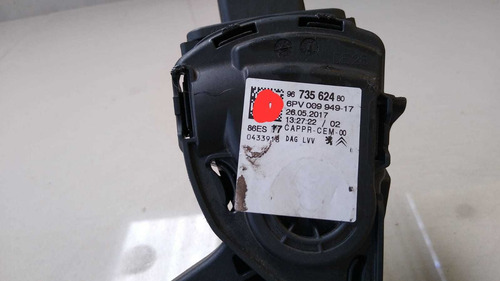 96 735 624 80
6PV 009 949-17
26.05.2017
13:27:22 / 02
86ES 17 CAPPR-CEM-00
0433918 DAG LVV